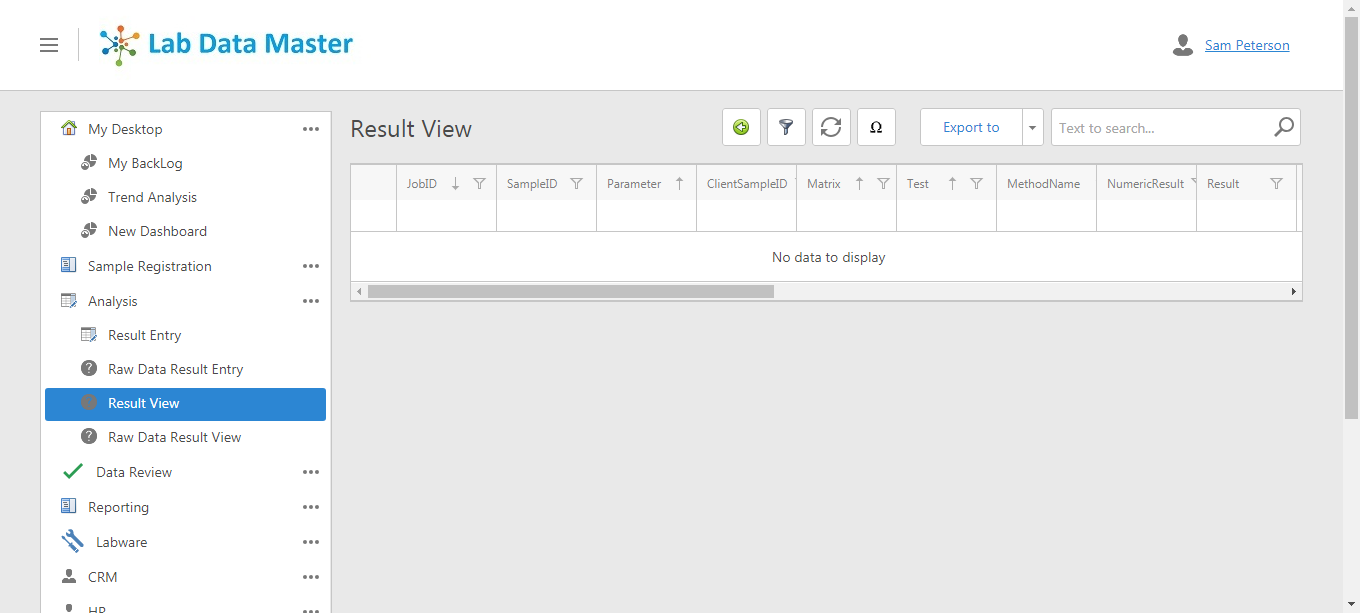 Lab Data Master
Sam Peterson
My Desktop
My BackLog
Trend Analysis
New Dashboard
Sample Registration
Analysis
Result Entry
Raw Data Result Entry
Result View
Raw Data Result View
Data Review
Reporting
Labware
CRM
HR
Result View
Ω
Export to
Text to search...
JobID SampleID Parameter ClientSampleID Matrix Test MethodName NumericResult Result
No data to display